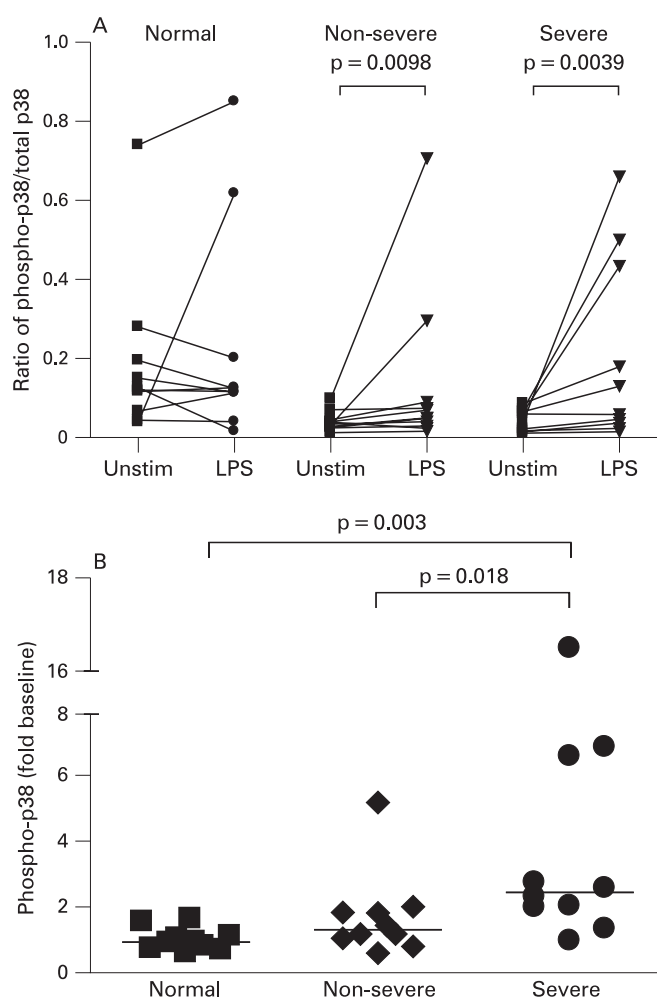 A
Normal
Non-severe
Severe
p = 0.0098
p = 0.0039
1.0
0.8
0.6
0.4
0.2
0
Ratio of phospho-p38/total p38
Unstim
LPS
Unstim
LPS
Unstim
LPS
B
p = 0.003
p = 0.018
18
16
8
6
4
2
0
Phospho-p38 (fold baseline)
Normal
Non-severe
Severe